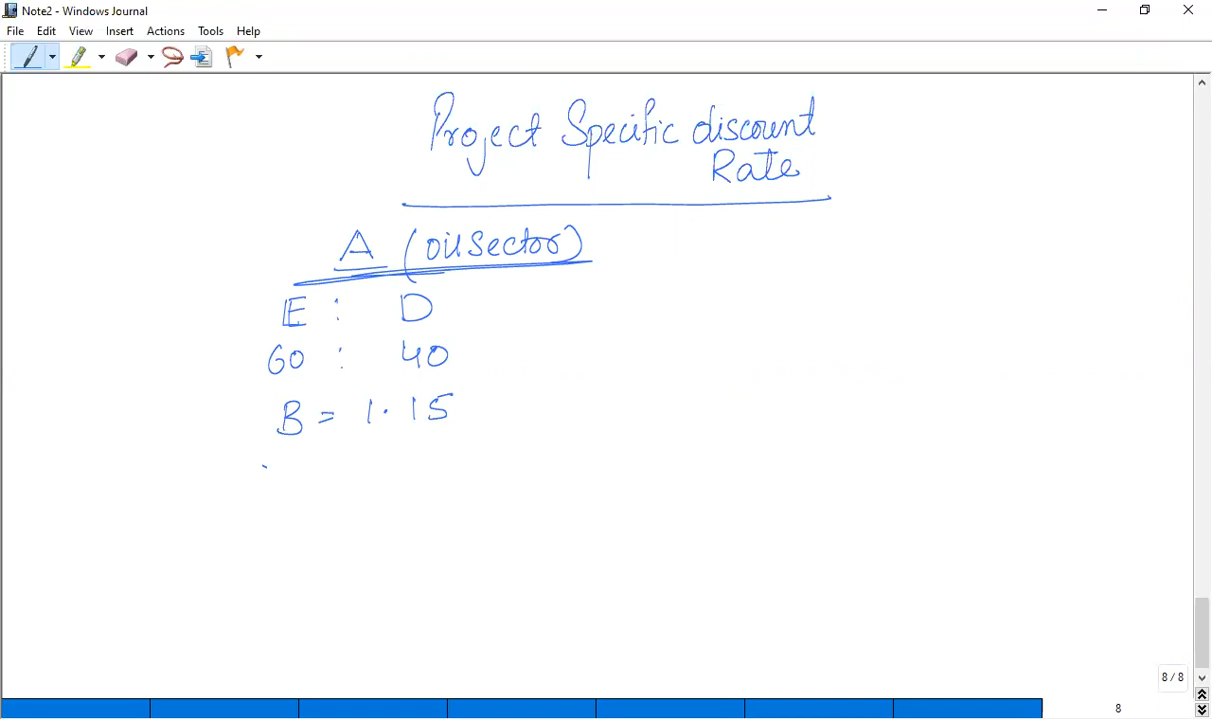 Note2 - Windows Journal
File Edit View Insert Actions Tools Help
Project Specific discount
Rate
A (oil Sector)
E : D
60 : 40
B = 1.15
8 / 8
8